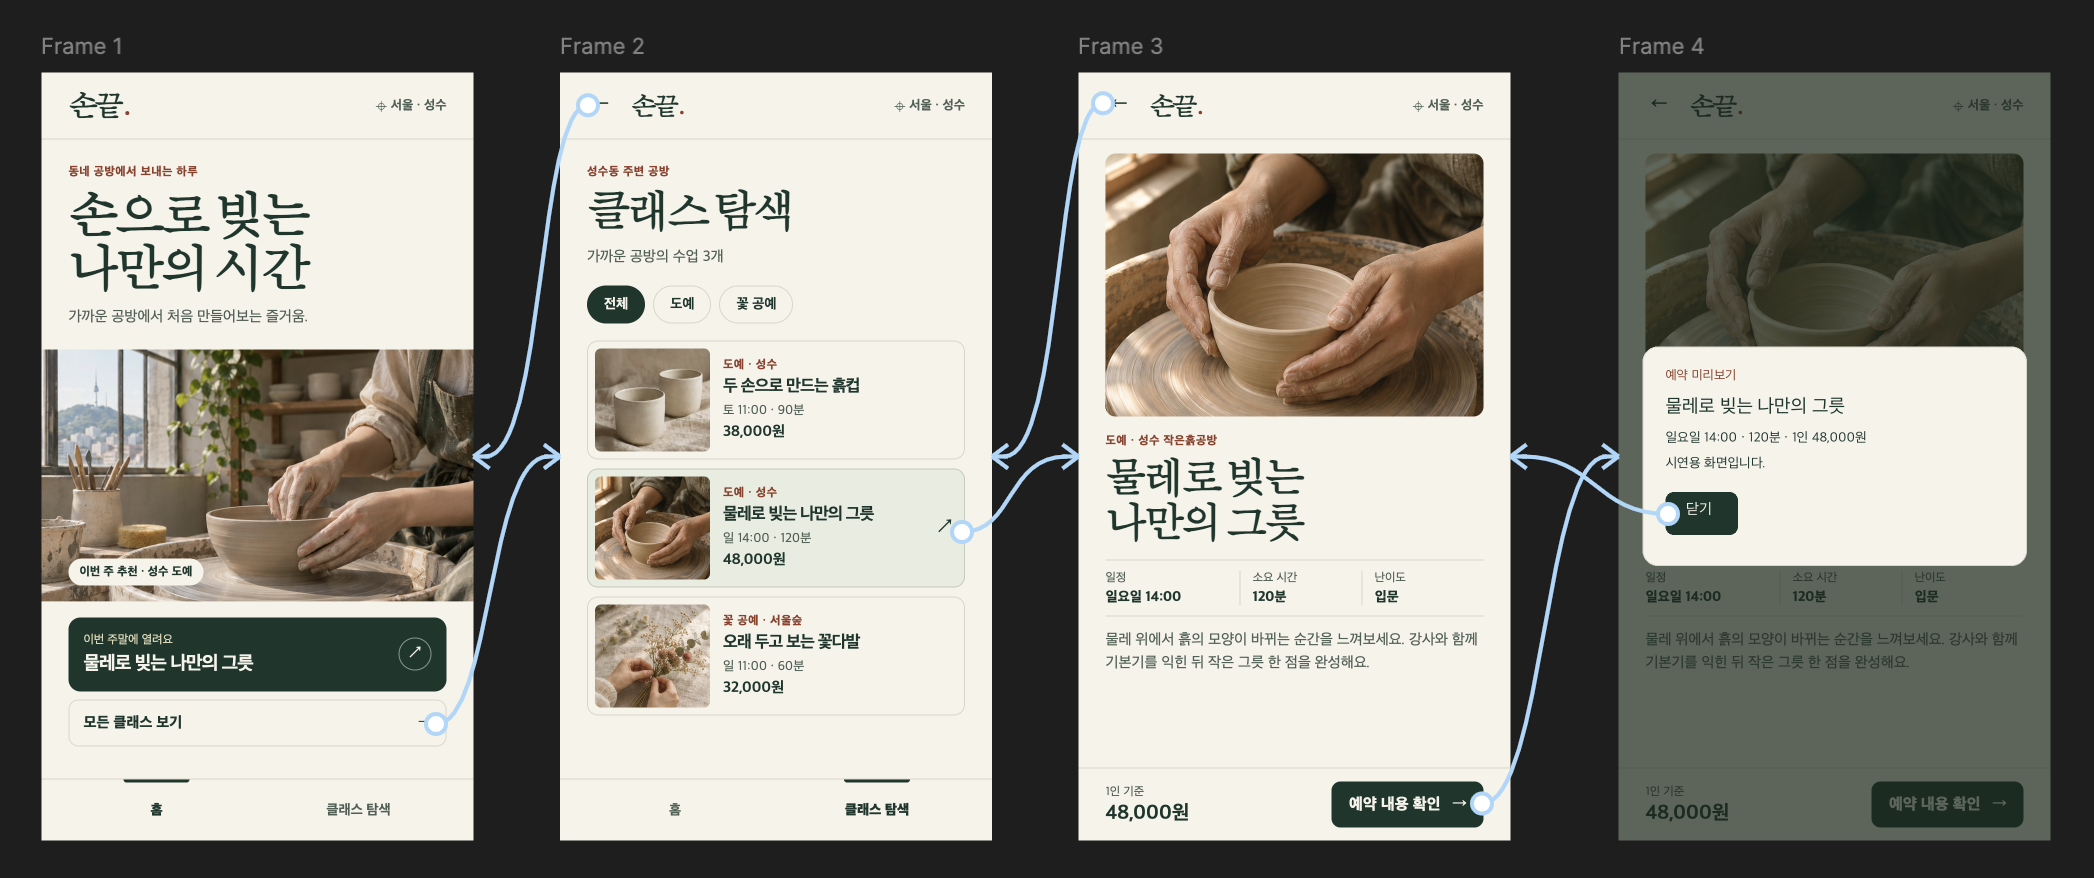 Frame 1
손끝.
서울 · 성수
동네 공방에서 보내는 하루
손으로 빚는
나만의 시간
가까운 공방에서 처음 만들어보는 즐거움.
이번 주 추천 · 성수 도예
이번 주말에 열려요
물레로 빚는 나만의 그릇
↗
모든 클래스 보기
홈
클래스 탐색
Frame 2
손끝.
서울 · 성수
성수동 주변 공방
클래스 탐색
가까운 공방의 수업 3개
전체
도예
꽃 공예
도예 · 성수
두 손으로 만드는 흙컵
토 11:00 · 90분
38,000원
도예 · 성수
물레로 빚는 나만의 그릇
↗
일 14:00 · 120분
48,000원
꽃 공예 · 서울숲
오래 두고 보는 꽃다발
일 11:00 · 60분
32,000원
홈
클래스 탐색
Frame 3
← 손끝.
서울 · 성수
도예 · 성수 작은흙공방
물레로 빚는
나만의 그릇
일정
일요일 14:00
소요 시간
120분
난이도
입문
물레 위에서 흙의 모양이 바뀌는 순간을 느껴보세요. 강사와 함께
기본기를 익힌 뒤 작은 그릇 한 점을 완성해요.
1인 기준
48,000원
예약 내용 확인 →
Frame 4
← 손끝.
서울 · 성수
예약 미리보기
물레로 빚는 나만의 그릇
일요일 14:00 · 120분 · 1인 48,000원
시연용 화면입니다.
닫기
일정
일요일 14:00
소요 시간
120분
난이도
입문
물레 위에서 흙의 모양이 바뀌는 순간을 느껴보세요. 강사와 함께
기본기를 익힌 뒤 작은 그릇 한 점을 완성해요.
1인 기준
48,000원
예약 내용 확인 →